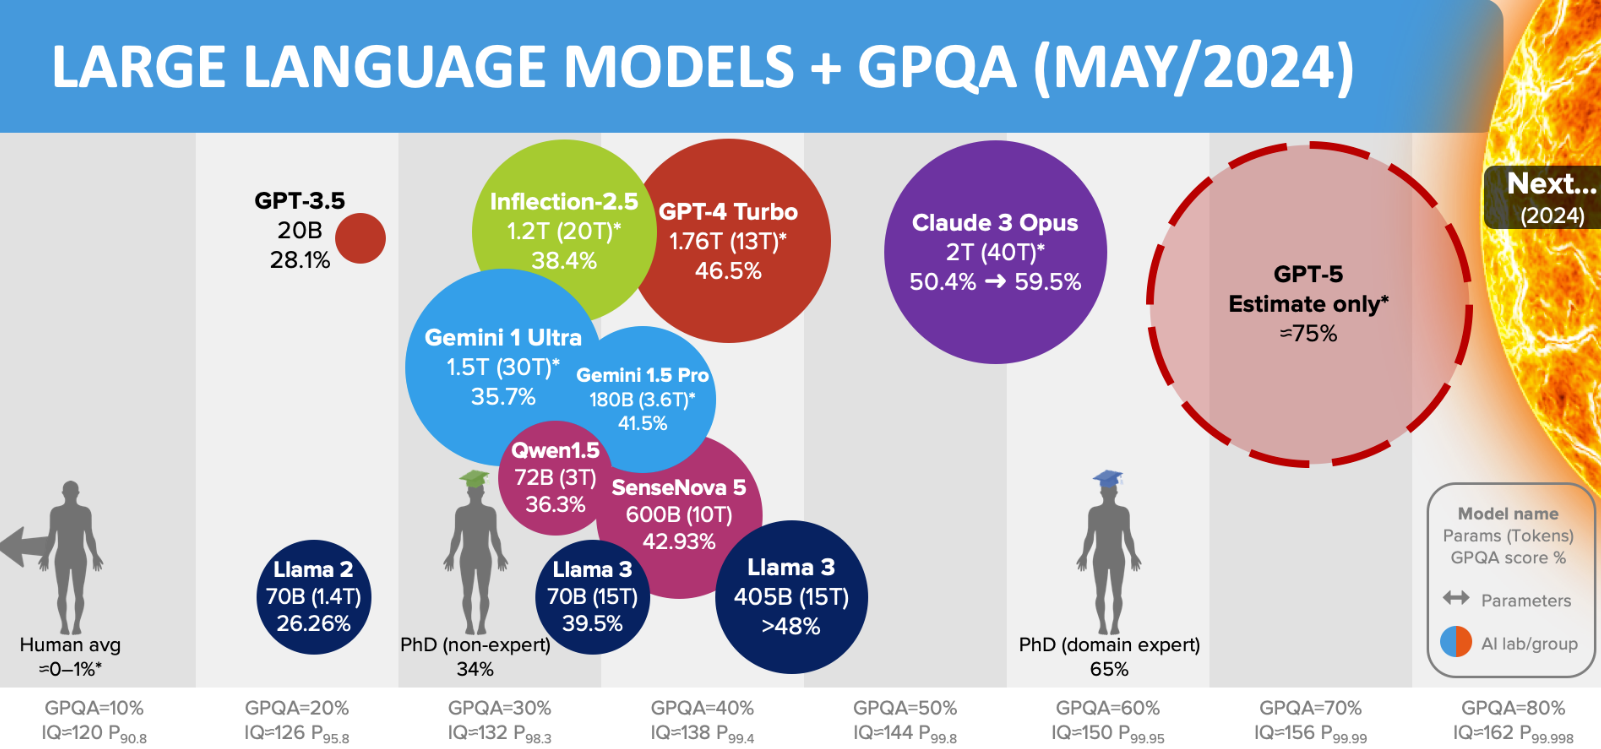 LARGE LANGUAGE MODELS + GPQA (MAY/2024)
Next...
(2024)
GPT-3.5
20B
28.1%
Inflection-2.5
1.2T (20T)*
38.4%
GPT-4 Turbo
1.76T (13T)*
46.5%
Claude 3 Opus
2T (40T)*
50.4% → 59.5%
GPT-5
Estimate only*
≈75%
Gemini 1 Ultra
1.5T (30T)*
35.7%
Gemini 1.5 Pro
180B (3.6T)*
41.5%
Qwen1.5
72B (3T)
36.3%
SenseNova 5
600B (10T)
42.93%
Llama 2
70B (1.4T)
26.26%
Llama 3
70B (15T)
39.5%
Llama 3
405B (15T)
>48%
Human avg
≈0–1%*
PhD (non-expert)
34%
PhD (domain expert)
65%
Model name
Params (Tokens)
GPQA score %
Parameters
AI lab/group
GPQA=10%
IQ≈120 P90.8
GPQA=20%
IQ≈126 P95.8
GPQA=30%
IQ≈132 P98.3
GPQA=40%
IQ≈138 P99.4
GPQA=50%
IQ≈144 P99.8
GPQA=60%
IQ≈150 P99.95
GPQA=70%
IQ≈156 P99.99
GPQA=80%
IQ≈162 P99.998